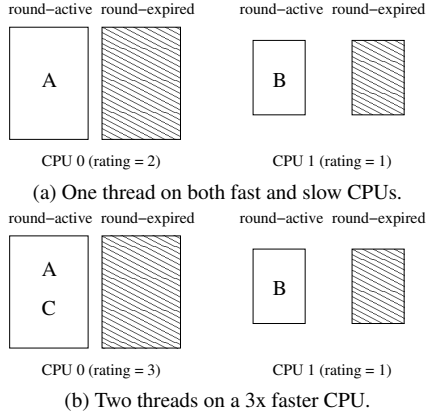 round−active round−expired round−active round−expired
A B
CPU 0 (rating = 2) CPU 1 (rating = 1)
(a) One thread on both fast and slow CPUs.
round−active round−expired round−active round−expired
A
C
B
CPU 0 (rating = 3) CPU 1 (rating = 1)
(b) Two threads on a 3x faster CPU.